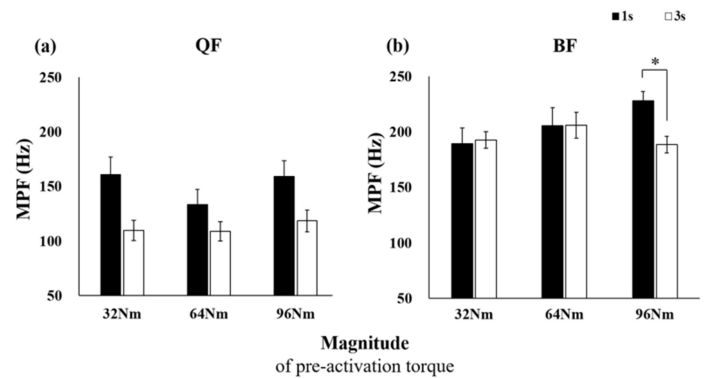 1s 3s
(a) QF
250
200
150
100
50
MPF (Hz)
32Nm 64Nm 96Nm
(b) BF
250
200
150
100
50
MPF (Hz)
*
32Nm 64Nm 96Nm
Magnitude
of pre-activation torque